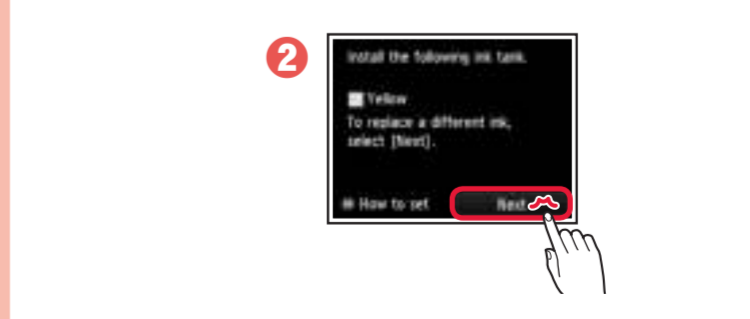 2
Install the following ink tank.
Yellow
To replace a different ink,
select [Next].
How to set
Next